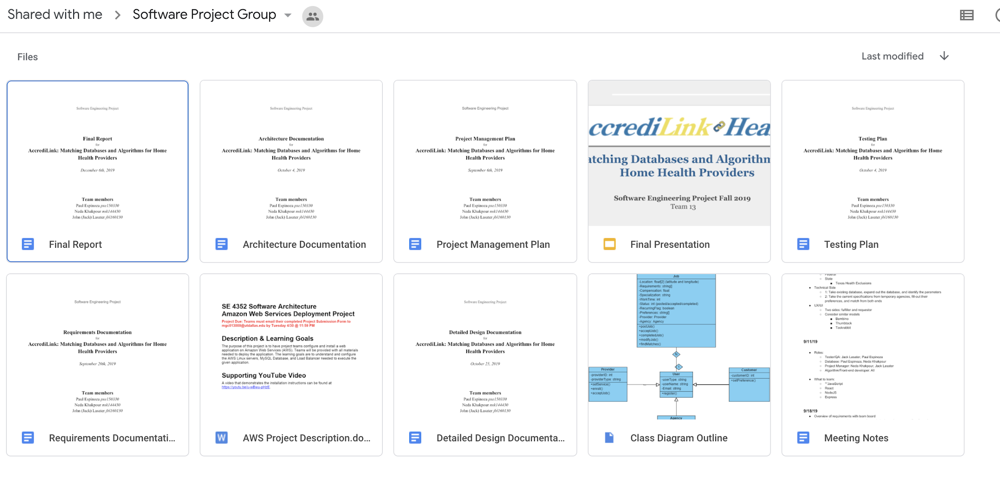 Shared with me > Software Project Group
Files
Last modified
Software Engineering Project
Final Report
for
AccrediLink: Matching Databases and Algorithms for Home
Health Providers
December 6th, 2019
Team members
Paul Espinoza pxe150330
Neda Khakpour nxk144430
John (Jack) Lasater jbl160130
Final Report
Software Engineering Project
Architecture Documentation
for
AccrediLink: Matching Databases and Algorithms for Home
Health Providers
October 4, 2019
Team members
Paul Espinoza pxe150330
Neda Khakpour nxk144430
John (Jack) Lasater jbl160130
Architecture Documentation
Software Engineering Project
Project Management Plan
for
AccrediLink: Matching Databases and Algorithms for Home
Health Providers
September 6th, 2019
Team members
Paul Espinoza pxe150330
Neda Khakpour nxk144430
John (Jack) Lasater jbl160130
Project Management Plan
ccrediLink Hea
atching Databases and Algorithm
Home Health Providers
Software Engineering Project Fall 2019
Team 13
Final Presentation
Software Engineering Project
Testing Plan
for
AccrediLink: Matching Databases and Algorithms for Home
Health Providers
October 4, 2019
Team members
Paul Espinoza pxe150330
Neda Khakpour nxk144430
John (Jack) Lasater jbl160130
Testing Plan
Software Engineering Project
Requirements Documentation
for
AccrediLink: Matching Databases and Algorithms for Home
Health Providers
September 20th, 2019
Team members
Paul Espinoza pxe150330
Neda Khakpour nxk144430
John (Jack) Lasater jbl160130
Requirements Documentati...
SE 4352 Software Architecture
Amazon Web Services Deployment Project
Project Due: Teams must email their completed Project Submission Form to
mgc013000@utdallas.edu by Tuesday 4/30 @ 11:59 PM
Description & Learning Goals
The purpose of this project is to have project teams configure and install a web
application on Amazon Web Services (AWS). Teams will be provided with all materials
needed to deploy the application. The learning goals are to understand and configure
the AWS Linux servers, MySQL Database, and Load Balancer needed to execute the
given application.
Supporting YouTube Video
A video that demonstrates the installation instructions can be found at
https://youtu.be/u-wBwu-pHzE.
W AWS Project Description.do...
Software Engineering Project
Detailed Design Documentation
for
AccrediLink: Matching Databases and Algorithms for Home
Health Providers
October 25, 2019
Team members
Paul Espinoza pxe150330
Neda Khakpour nxk144430
John (Jack) Lasater jbl160130
Detailed Design Documenta...
Job
-Location: float[2] (latitude and longitude)
-Requirements: string[]
-Compensation: float
-Specialization: string
-WorkTime: int
-Status: int (posted/accepted/completed)
-RecurringFlag: boolean
-Preferences: string[]
-Provider: Provider
-Agency: Agency
+postJob()
+acceptJob()
+completedJob()
+modifyJob()
+findMatches()
N
1
Provider
-providerID: int
-providerType: string
+setService()
+enroll()
+acceptJob()
User
-userType: string
-userName: string
-Email: string
+register()
Customer
-customerID: int
+setPreference()
Agency
Class Diagram Outline
Federal
State
Texas Health Exclusions
Technical Side
1: Take existing database, expand out the database, and identify the parameters
2: Take the current specifications from temporary agencies, fill-out their
preferences, and match from both ends
UX/UI
Two sides: fulfiller and requestor
Consider similar models
Bambino
Thumbtack
Taskrabbit
9/11/19
Roles:
Tester/QA: Jack Lasater, Paul Espinoza
Database: Paul Espinoza, Neda Khakpour
Project Manager: Neda Khakpour, Jack Lasater
Algorithm/Front-end developer: All
What to learn:
**JavaScript
React
NodeJS
Express
9/18/19
Overview of requirements with team board
Meeting Notes